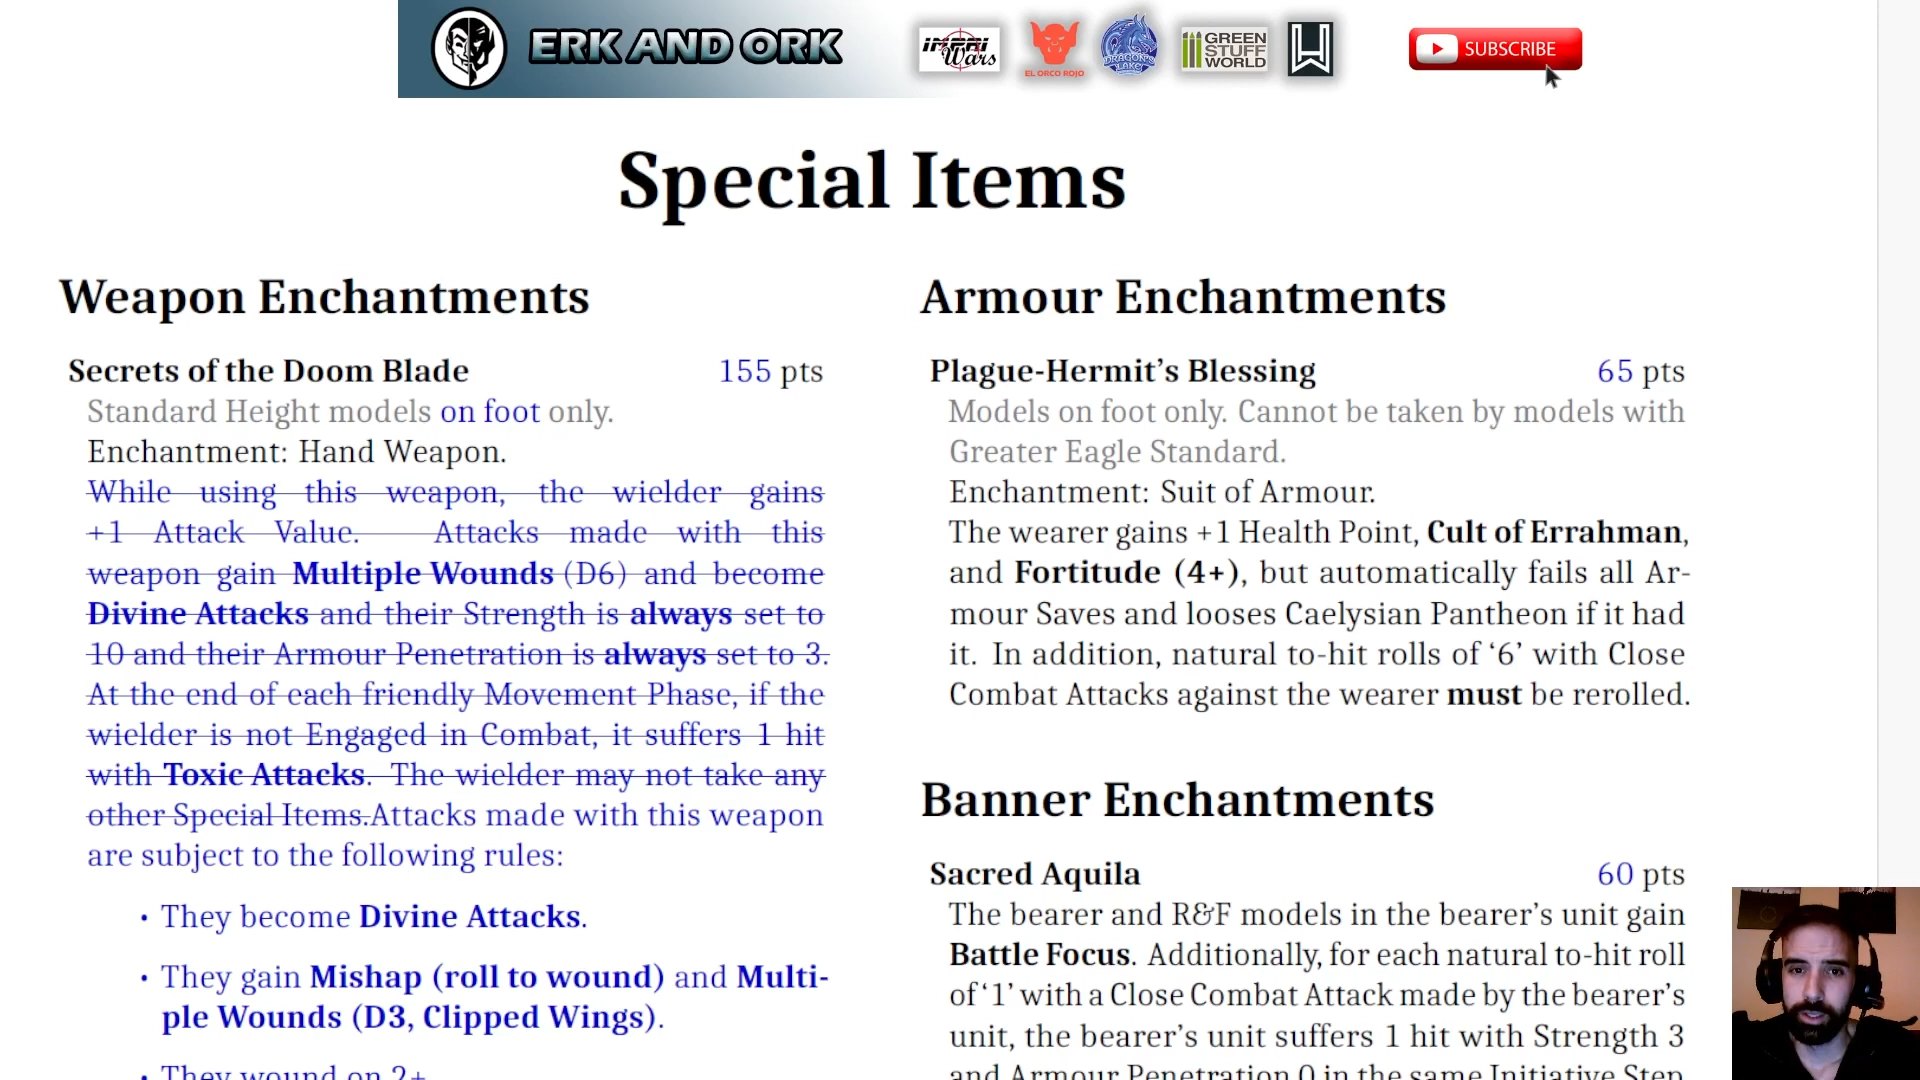 ERK AND ORK
IMPRI
Wars
EL ORCO ROJO
DRAGON'S
LAKE
GREEN
STUFF
WORLD
SUBSCRIBE
Special Items
Weapon Enchantments
Secrets of the Doom Blade 155 pts
Standard Height models on foot only.
Enchantment: Hand Weapon.
While using this weapon, the wielder gains
+1 Attack Value. Attacks made with this
weapon gain Multiple Wounds (D6) and become
Divine Attacks and their Strength is always set to
10 and their Armour Penetration is always set to 3.
At the end of each friendly Movement Phase, if the
wielder is not Engaged in Combat, it suffers 1 hit
with Toxic Attacks. The wielder may not take any
other Special Items.Attacks made with this weapon
are subject to the following rules:
• They become Divine Attacks.
• They gain Mishap (roll to wound) and Multi-
ple Wounds (D3, Clipped Wings).
• They wound on 2+
Armour Enchantments
Plague-Hermit’s Blessing 65 pts
Models on foot only. Cannot be taken by models with
Greater Eagle Standard.
Enchantment: Suit of Armour.
The wearer gains +1 Health Point, Cult of Errahman,
and Fortitude (4+), but automatically fails all Ar-
mour Saves and looses Caelysian Pantheon if it had
it. In addition, natural to-hit rolls of ‘6’ with Close
Combat Attacks against the wearer must be rerolled.
Banner Enchantments
Sacred Aquila 60 pts
The bearer and R&F models in the bearer’s unit gain
Battle Focus. Additionally, for each natural to-hit roll
of ‘1’ with a Close Combat Attack made by the bearer’s
unit, the bearer’s unit suffers 1 hit with Strength 3
and Armour Penetration 0 in the same Initiative Step